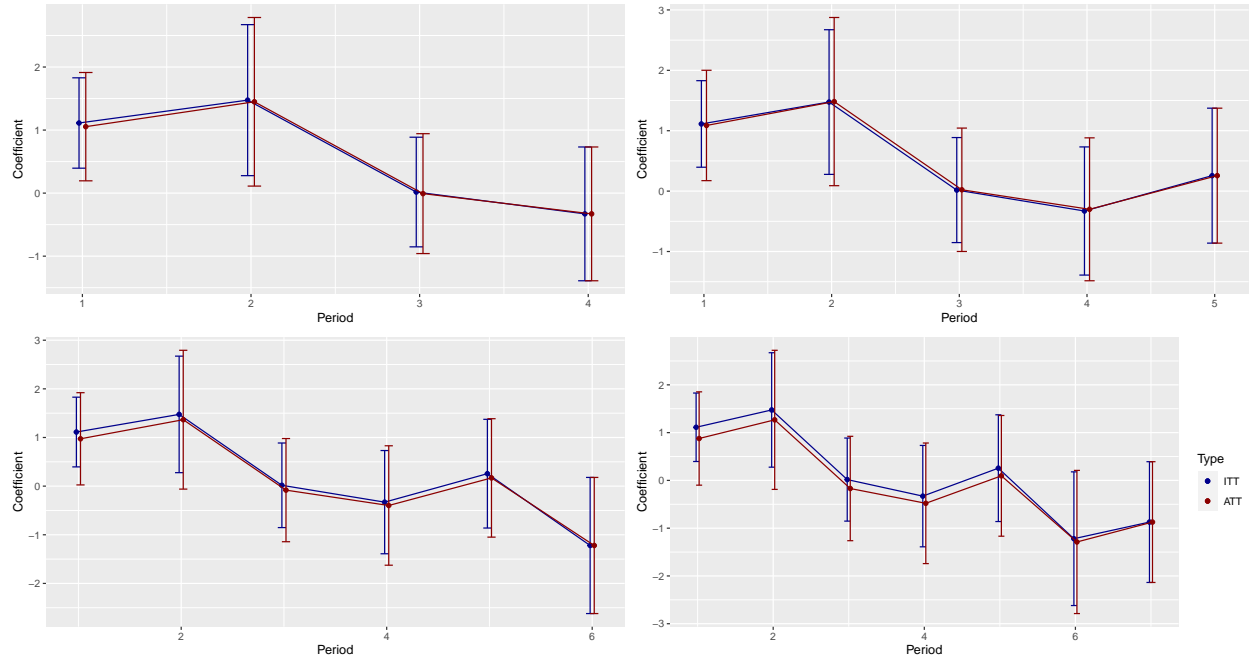 2
1
0
−1
Coefficient
1 2 3 4
Period
3
2
1
0
−1
Coefficient
1 2 3 4 5
Period
3
2
1
0
−1
−2
Coefficient
2 4 6
Period
2
1
0
−1
−2
−3
Coefficient
2 4 6
Period
Type
ITT
ATT